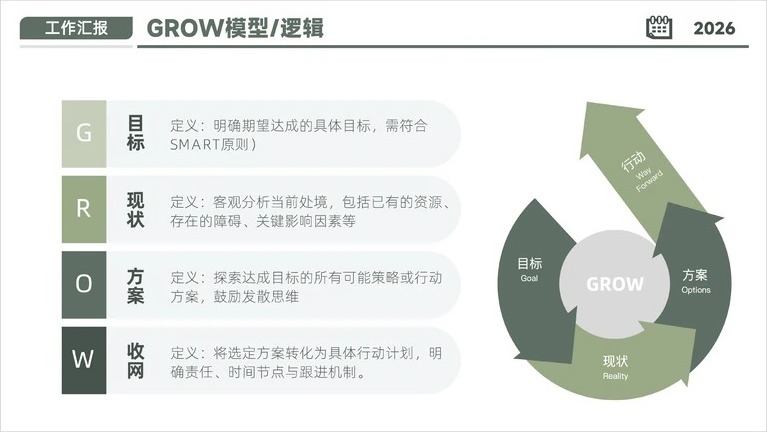 工作汇报
GROW模型/逻辑
2026
G
目标
定义：明确期望达成的具体目标，需符合
SMART原则）
R
现状
定义：客观分析当前处境，包括已有的资源、
存在的障碍、关键影响因素等
O
方案
定义：探索达成目标的所有可能策略或行动
方案，鼓励发散思维
W
收网
定义：将选定方案转化为具体行动计划，明
确责任、时间节点与跟进机制。
行动
Way
Forward
目标
Goal
GROW
方案
Options
现状
Reality